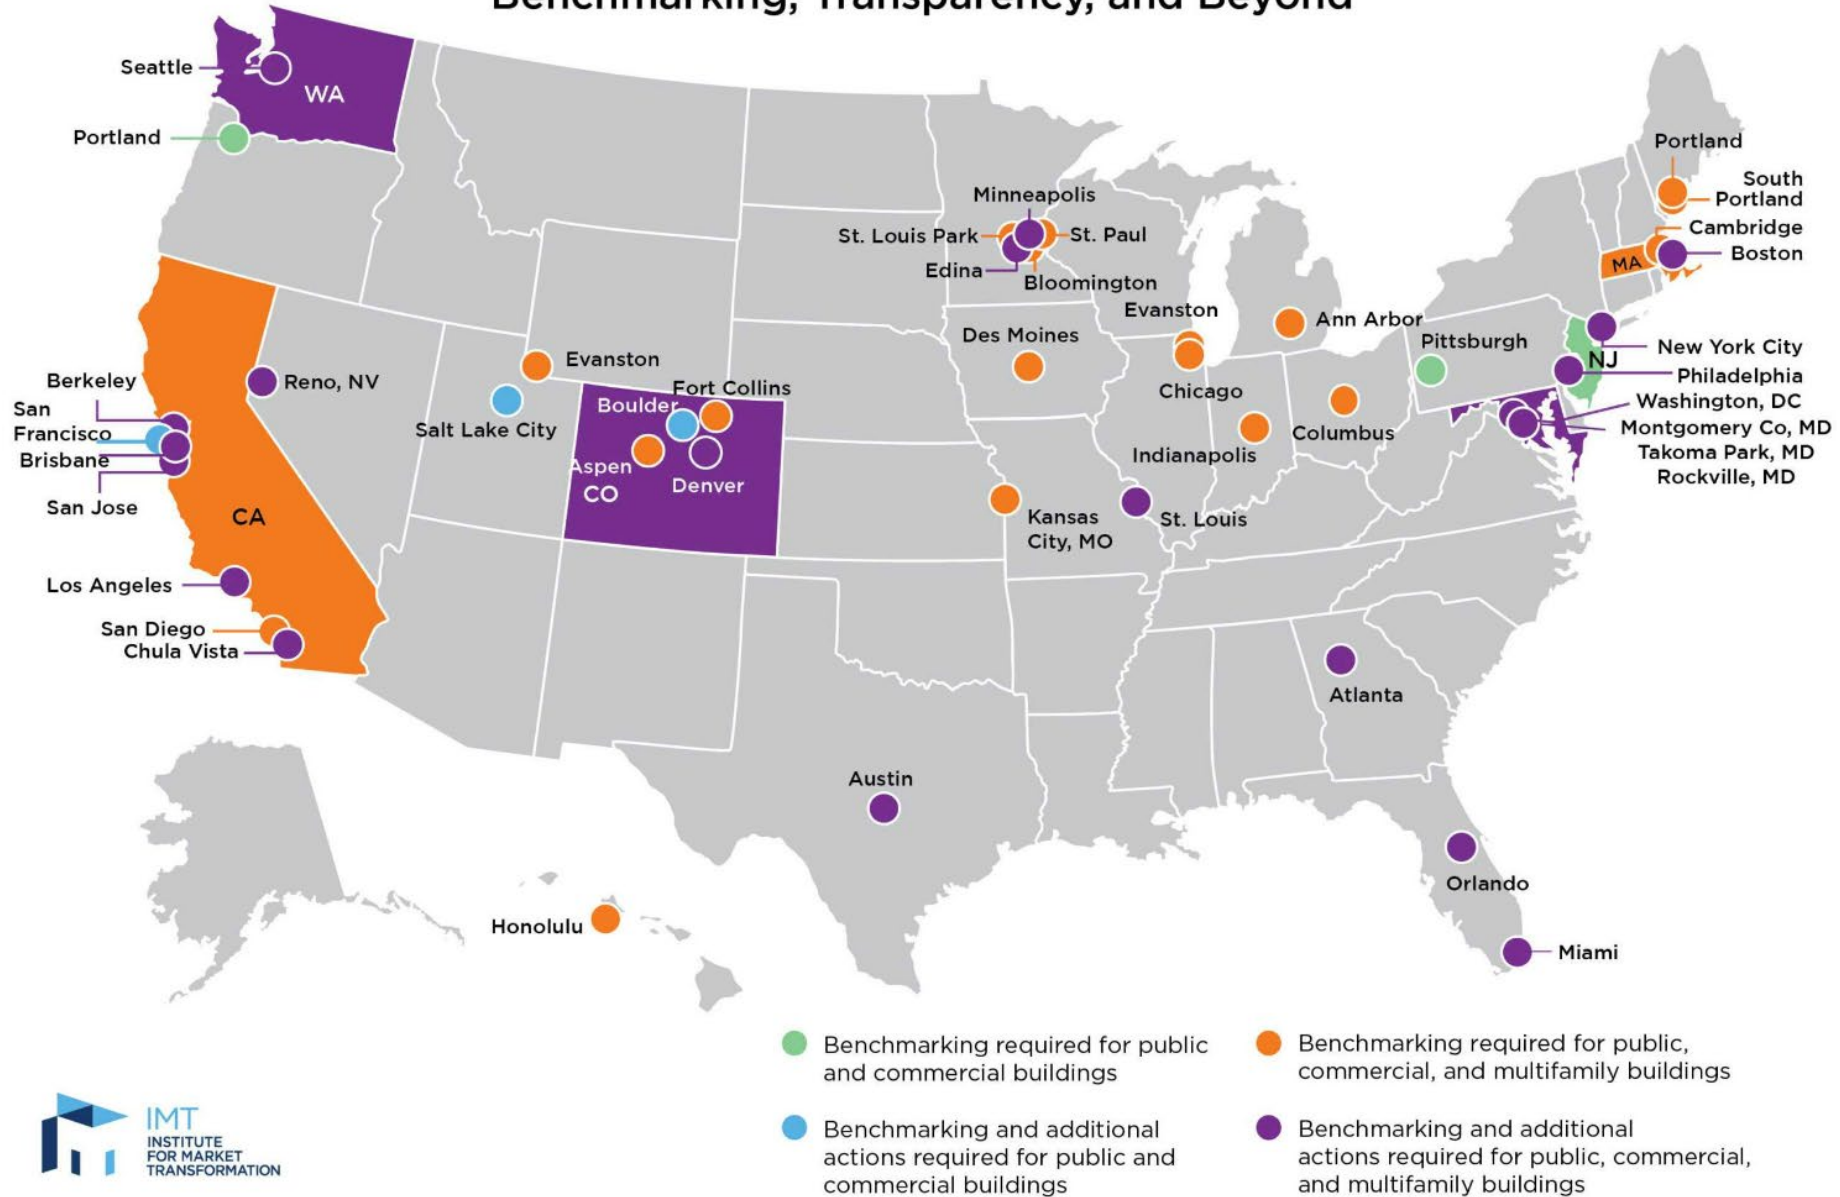 Benchmarking, Transparency, and Beyond
Seattle
WA
Portland
Portland
South
Portland
Cambridge
Boston
MA
Minneapolis
St. Louis Park
St. Paul
Edina
Bloomington
Evanston
Ann Arbor
Des Moines
Pittsburgh
NJ
New York City
Philadelphia
Washington, DC
Montgomery Co, MD
Takoma Park, MD
Rockville, MD
Chicago
Columbus
Indianapolis
Evanston
Fort Collins
Boulder
Salt Lake City
Aspen
CO
Denver
Reno, NV
Berkeley
San
Francisco
Brisbane
San Jose
CA
Kansas
City, MO
St. Louis
Los Angeles
San Diego
Chula Vista
Atlanta
Austin
Orlando
Honolulu
Miami
Benchmarking required for public
and commercial buildings
Benchmarking required for public,
commercial, and multifamily buildings
Benchmarking and additional
actions required for public and
commercial buildings
Benchmarking and additional
actions required for public, commercial,
and multifamily buildings
IMT
INSTITUTE
FOR MARKET
TRANSFORMATION